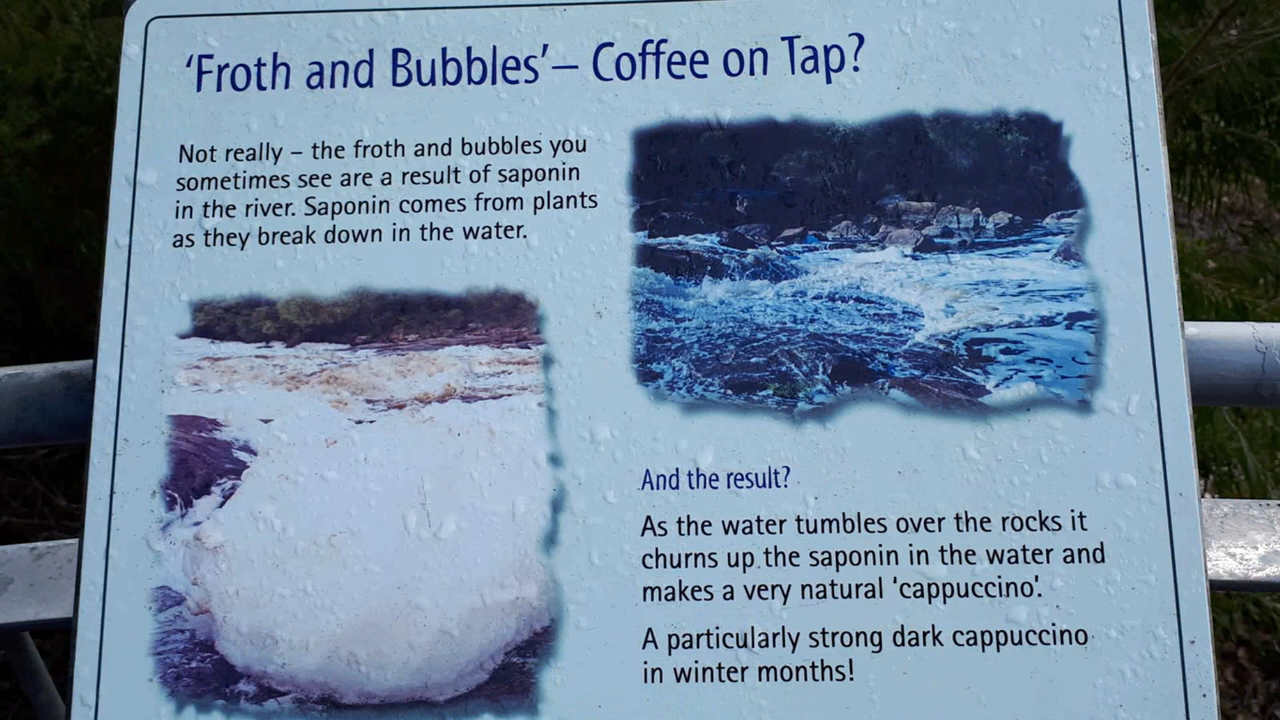 ‘Froth and Bubbles’– Coffee on Tap?
Not really – the froth and bubbles you
sometimes see are a result of saponin
in the river. Saponin comes from plants
as they break down in the water.
And the result?
As the water tumbles over the rocks it
churns up the saponin in the water and
makes a very natural ‘cappuccino’.
A particularly strong dark cappuccino
in winter months!